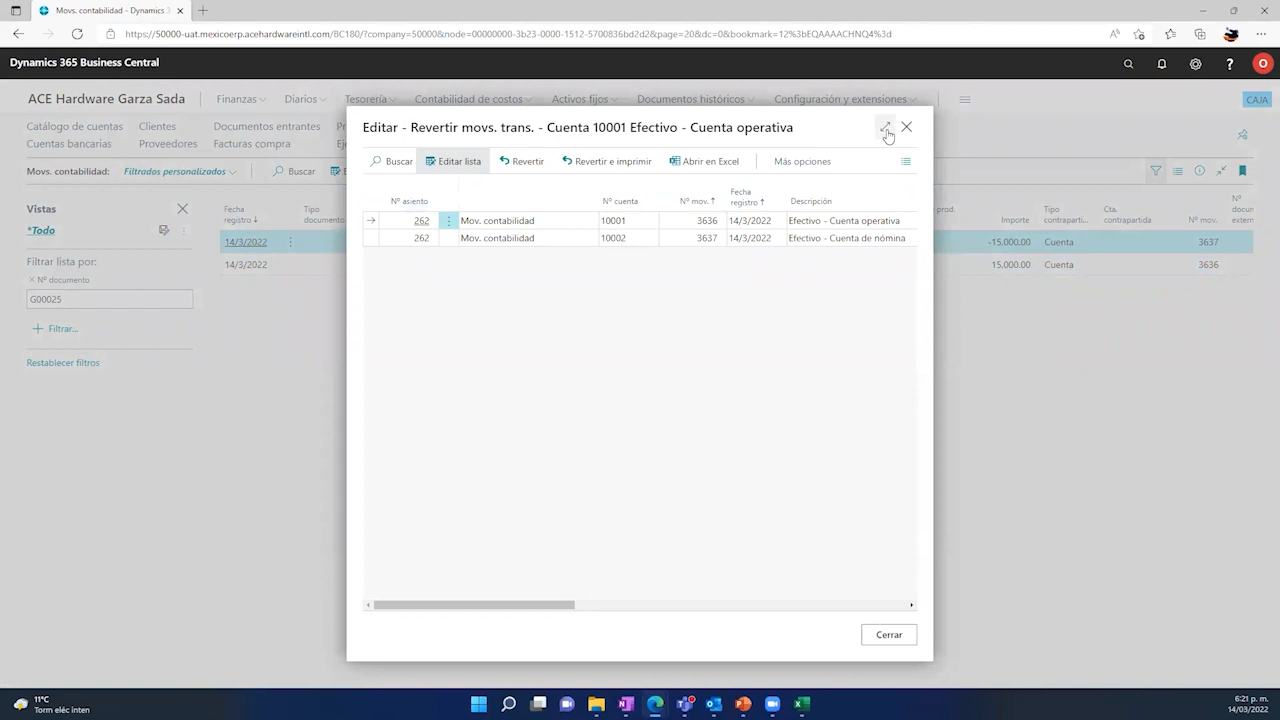 Movs. contabilidad - Dynamics 3
https://50000-uat.mexicoerp.acehardwareintl.com/BC180/?company=50000&node=00000000-3b23-0000-1512-5700836bd2d2&page=20&dc=0&bookmark=12%3bEQAAAACHNQ4%3d
Dynamics 365 Business Central
ACE Hardware Garza Sada
Finanzas
Diarios
Tesorería
Contabilidad de costos
Activos fijos
Documentos históricos
Configuración y extensiones
CAJA
Catálogo de cuentas
Clientes
Documentos entrantes
Cuentas bancarias
Proveedores
Facturas compra
Movs. contabilidad:
Filtrados personalizados
Buscar
Vistas
*Todo
Filtrar lista por:
× Nº documento
G00025
Filtrar...
Restablecer filtros
Fecha registro ↓
Tipo documento
prod.
Importe
Tipo contraparti...
Cta. contrapartida
Nº mov.
14/3/2022
-15,000.00 Cuenta 3637
14/3/2022
15,000.00 Cuenta 3636
Editar - Revertir movs. trans. - Cuenta 10001 Efectivo - Cuenta operativa
Buscar
Editar lista
Revertir
Revertir e imprimir
Abrir en Excel
Más opciones
Nº asiento
Nº cuenta
Nº mov. ↑
Fecha registro ↑
Descripción
262 Mov. contabilidad 10001 3636 14/3/2022 Efectivo - Cuenta operativa
262 Mov. contabilidad 10002 3637 14/3/2022 Efectivo - Cuenta de nómina
Cerrar
11°C
Torm eléc inten
6:21 p. m.
14/03/2022